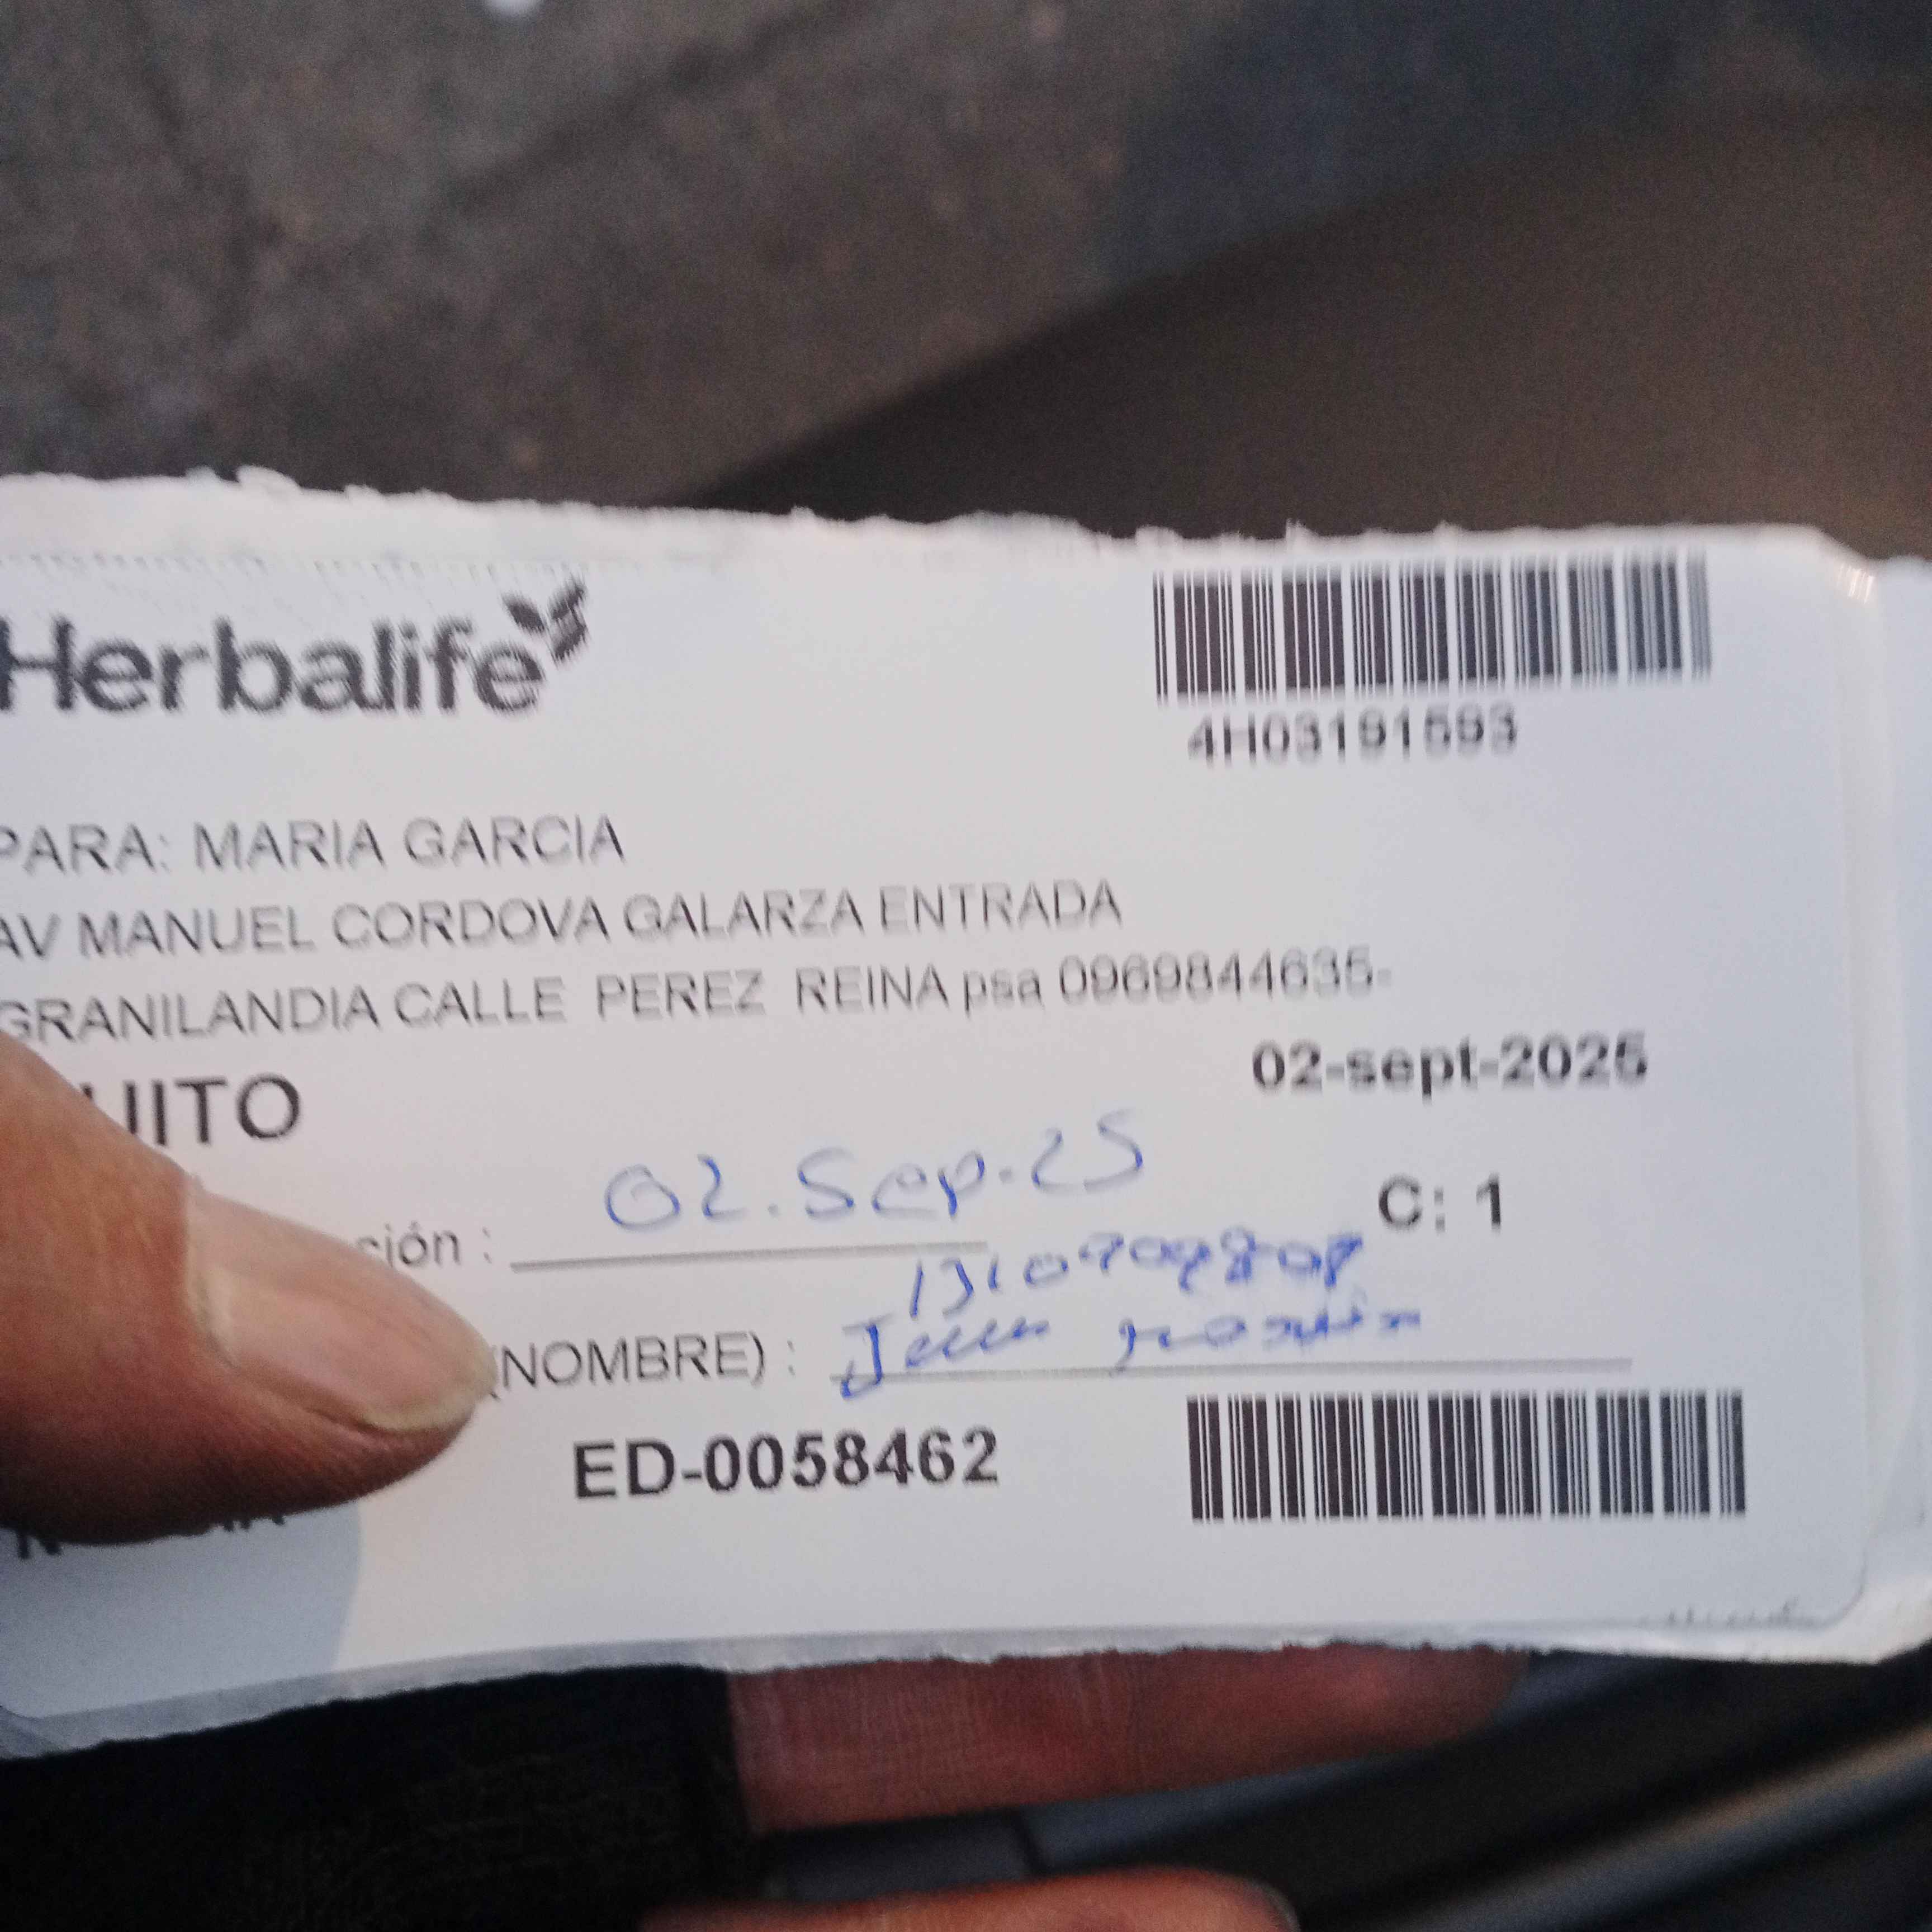 Herbalife
4H03191593
PARA: MARIA GARCIA
AV MANUEL CORDOVA GALARZA ENTRADA
GRANILANDIA CALLE PEREZ REINA psa 0969844635-
02-sept-2025
UITO
02.Sep.25
C: 1
ción :
(NOMBRE) :
ED-0058462